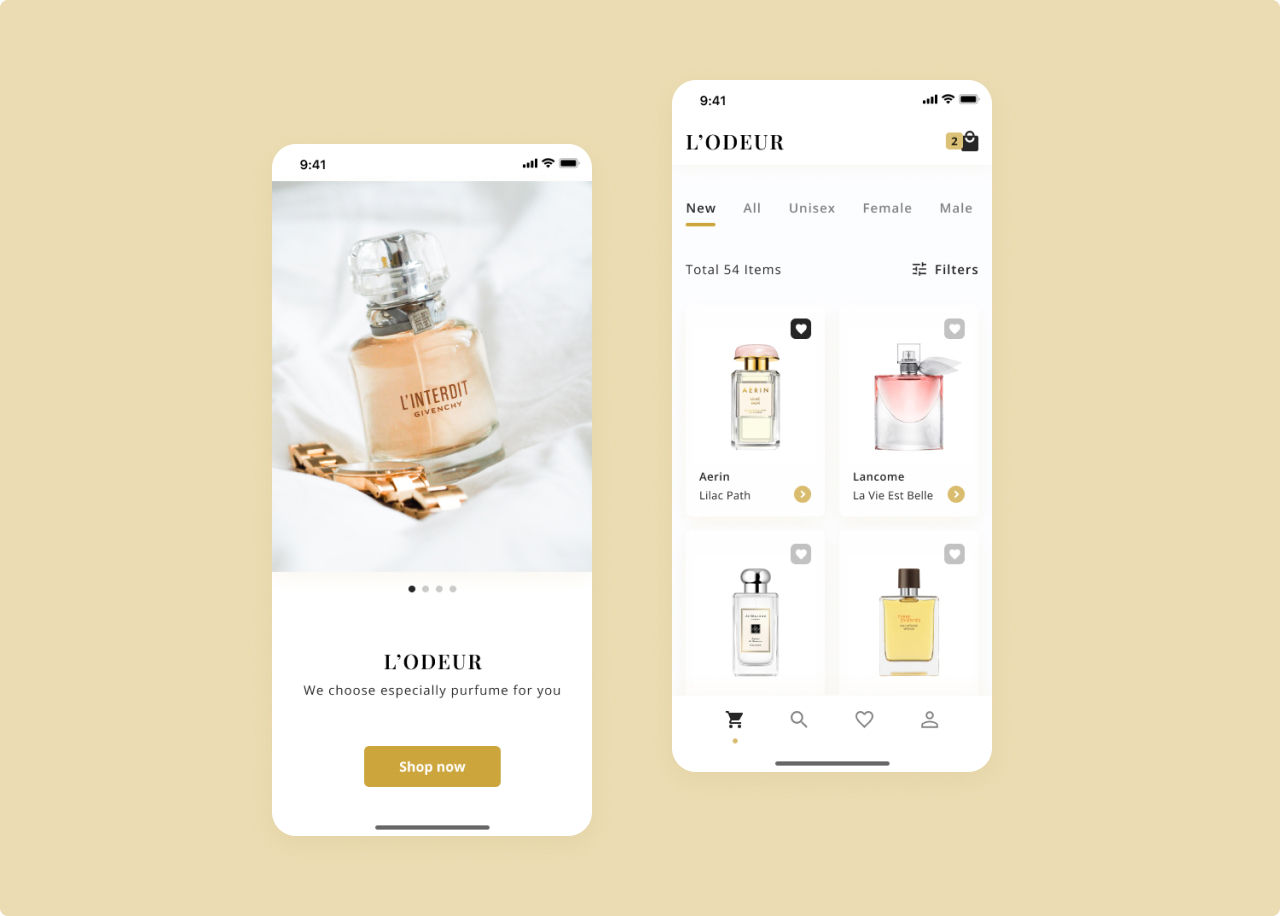 9:41
L'INTERDIT
GIVENCHY
L'ODEUR
We choose especially purfume for you
Shop now
9:41
L'ODEUR
2
New All Unisex Female Male
Total 54 Items
Filters
AERIN
Aerin
Lilac Path
Lancome
La Vie Est Belle